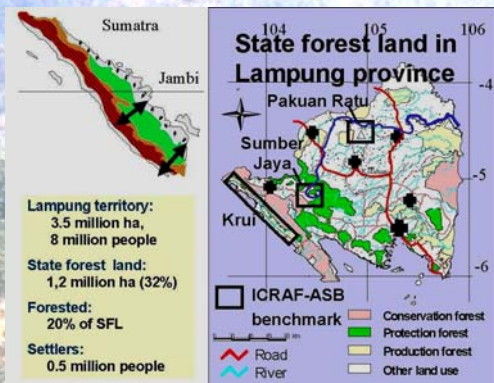 Sumatra
Jambi
Lampung territory:
3.5 million ha,
8 million people
State forest land:
1,2 million ha (32%)
Forested:
20% of SFL
Settlers:
0.5 million people
104
105
106
State forest land in
Lampung province
-4
Pakuan Ratu
Sumber
Jaya
-5
Krui
-6
ICRAF-ASB
benchmark
Road
River
Conservation forest
Protection forest
Production forest
Other land use